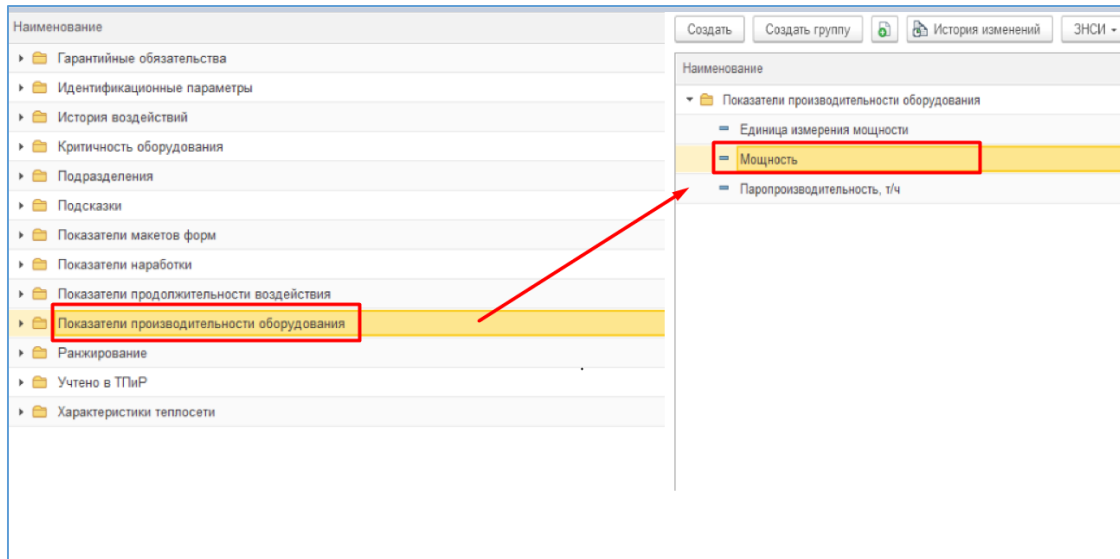 Наименование
Гарантийные обязательства
Идентификационные параметры
История воздействий
Критичность оборудования
Подразделения
Подсказки
Показатели макетов форм
Показатели наработки
Показатели продолжительности воздействия
Показатели производительности оборудования
Ранжирование
Учтено в ТПиР
Характеристики теплосети
Создать Создать группу История изменений ЗНСИ
Наименование
Показатели производительности оборудования
Единица измерения мощности
Мощность
Паропроизводительность, т/ч